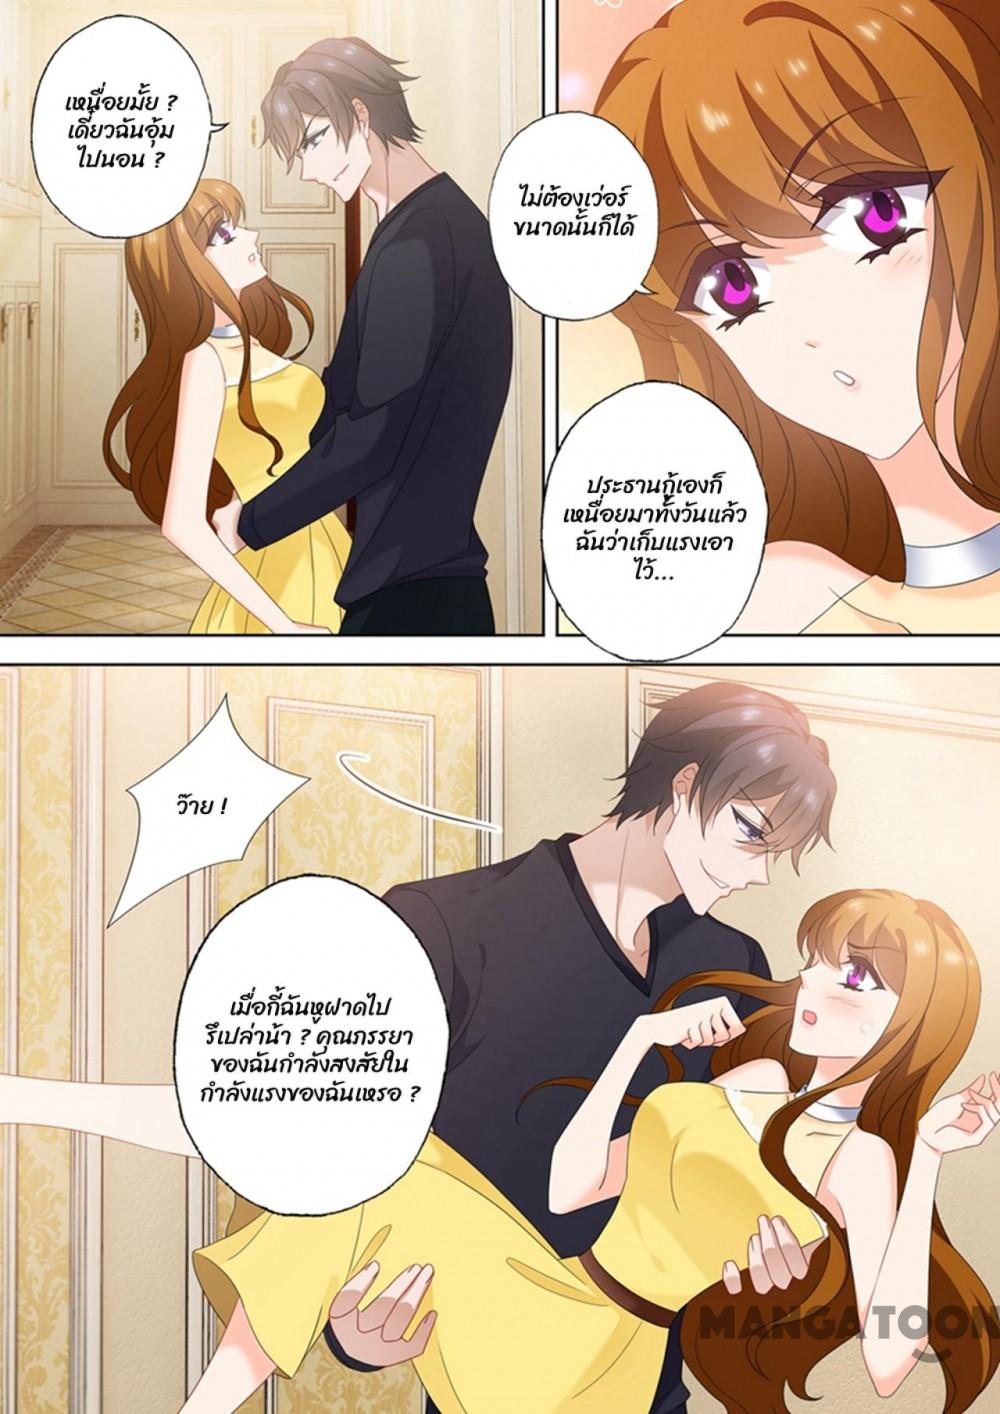 เหนื่อยมั้ย ?
เดี๋ยวฉันอุ้ม
ไปนอน ?
ไม่ต้องเว่อร์
ขนาดนั้นก็ได้
ประธานกู้เองก็
เหนื่อยมาทั้งวันแล้ว
ฉันว่าเก็บแรงเอา
ไว้...
ว๊าย !
เมื่อกี้ฉันหูฝาดไป
รึเปล่าน้า ? คุณภรรยา
ของฉันกำลังสงสัยใน
กำลังแรงของฉันเหรอ ?
MANGATOON